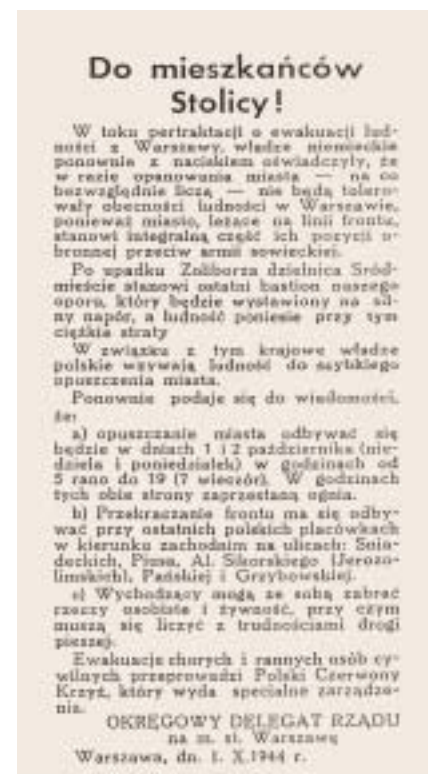 Do mieszkańców
Stolicy!
W toku pertraktacji o ewakuacji lud-
ności z Warszawy, władze niemieckie
ponownie z naciskiem oświadczyły, że
w razie opanowania miasta — na co
bezwzględnie liczą — nie będą tolero-
wały obecności ludności w Warszawie,
ponieważ miasto, leżące na linii frontu,
stanowi integralną część ich pozycji o-
bronnej przeciw armii sowieckiej.
Po upadku Żoliborza dzielnica Śród-
mieście stanowi ostatni bastion naszego
oporu, który będzie wystawiony na sil-
ny napór, a ludność poniesie przy tym
ciężkie straty
W związku z tym krajowe władze
polskie wzywają ludność do szybkiego
opuszczenia miasta.
Ponownie podaje się do wiadomości,
że:
a) opuszczanie miasta odbywać się
będzie w dniach 1 i 2 października (nie-
dziela i poniedziałek) w godzinach od
5 rano do 19 (7 wieczór). W godzinach
tych obie strony zaprzestaną ognia.
b) Przekraczanie frontu ma się odby-
wać przy ostatnich polskich placówkach
w kierunku zachodnim na ulicach: Śnia-
deckich, Piusa, Al. Sikorskiego (Jerozo-
limskich), Pańskiej i Grzybowskiej.
c) Wychodzący mogą ze sobą zabrać
rzeczy osobiste i żywność, przy czym
muszą się liczyć z trudnościami drogi
pieszej.
Ewakuację chorych i rannych osób cy-
wilnych przeprowadzi Polski Czerwony
Krzyż, który wyda specjalne zarządze-
nia.
OKRĘGOWY DELEGAT RZĄDU
na m. st. Warszawę
Warszawa, dn. 1. X.1944 r.